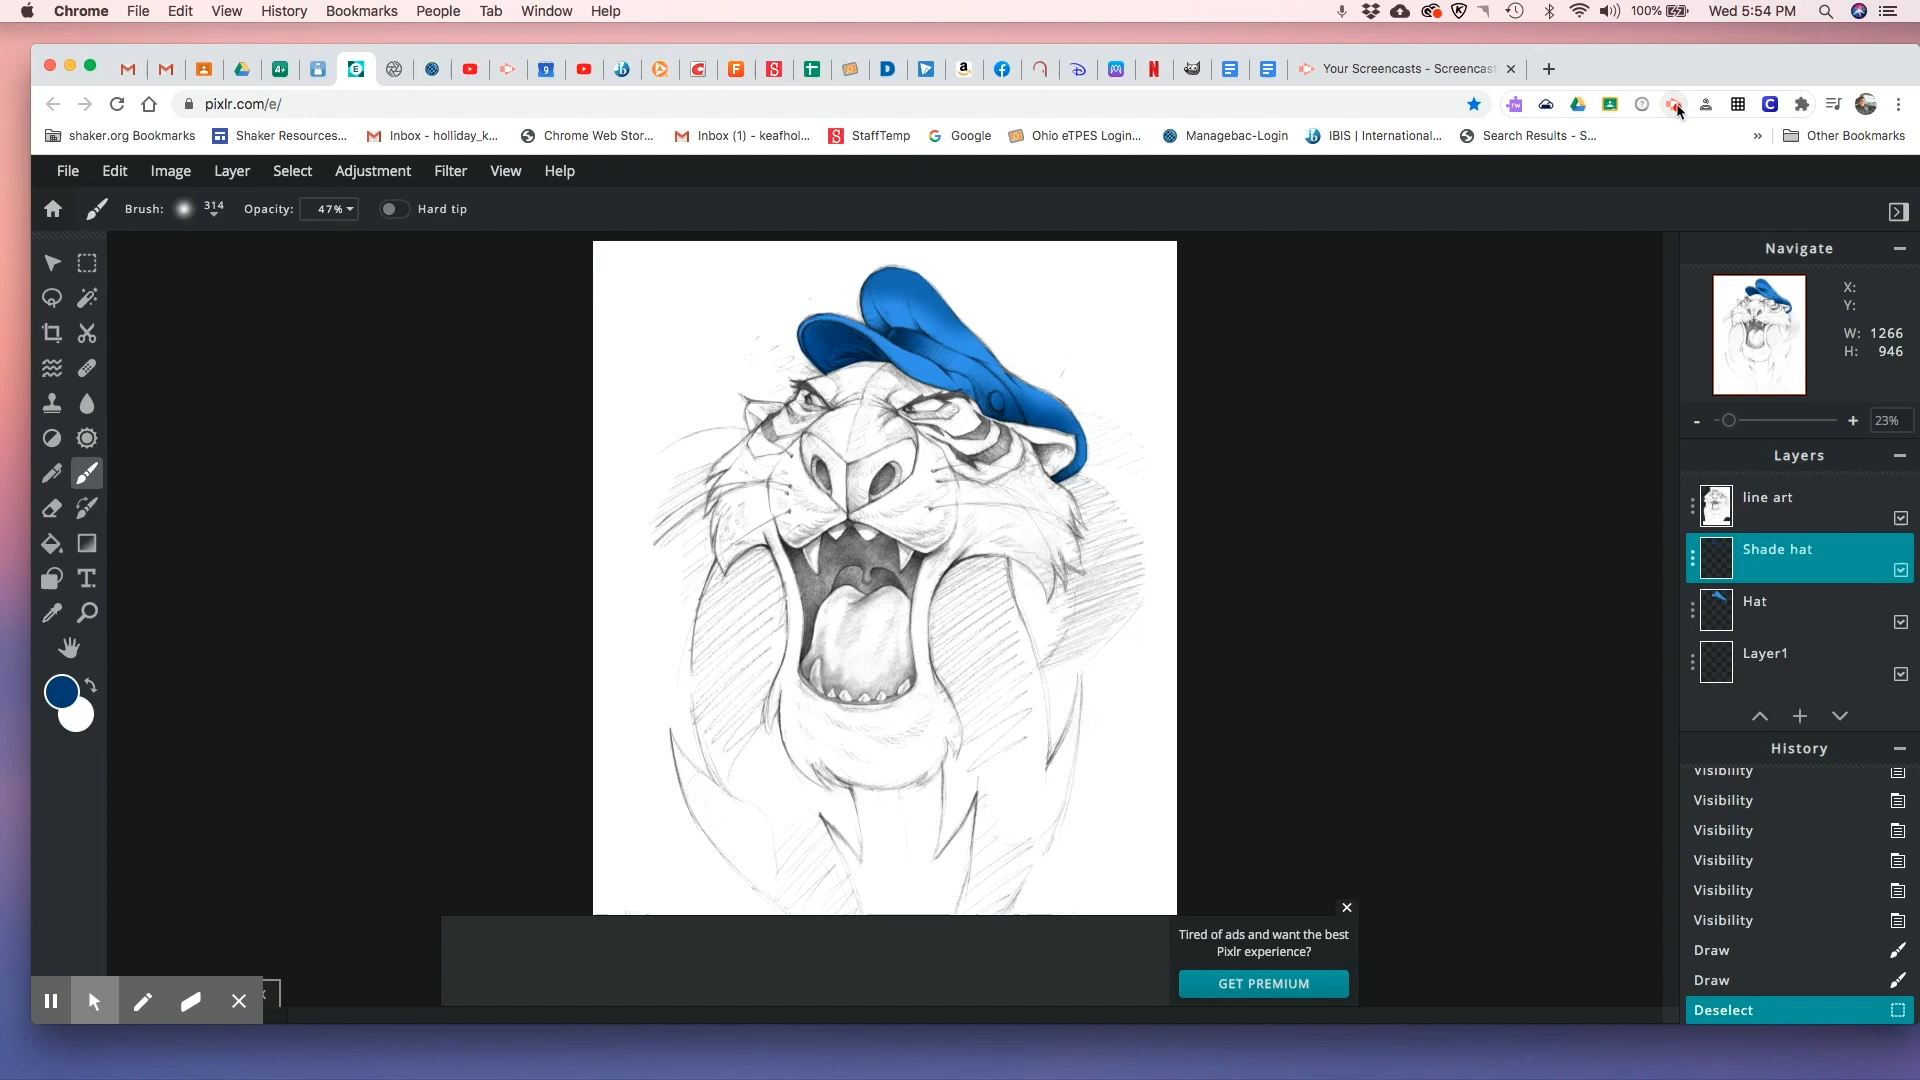 Chrome File Edit View History Bookmarks People Tab Window Help 100% Wed 5:54 PM
Your Screencasts - Screencast
pixlr.com/e/
shaker.org Bookmarks Shaker Resources... Inbox - holliday_k... Chrome Web Stor... Inbox (1) - keafhol... StaffTemp Google Ohio eTPES Login... Managebac-Login IBIS | International... Search Results - S... » Other Bookmarks
File Edit Image Layer Select Adjustment Filter View Help
Brush: 314 Opacity: 47% Hard tip
Navigate
X:
Y:
W: 1266
H: 946
- + 23%
Layers
line art
Shade hat
Hat
Layer1
History
Visibility
Visibility
Visibility
Visibility
Visibility
Visibility
Draw
Draw
Deselect
Tired of ads and want the best
Pixlr experience?
GET PREMIUM